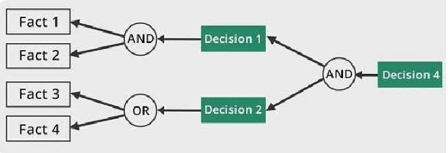 Fact 1
Fact 2
AND
Decision 1
Fact 3
Fact 4
OR
Decision 2
AND
Decision 4